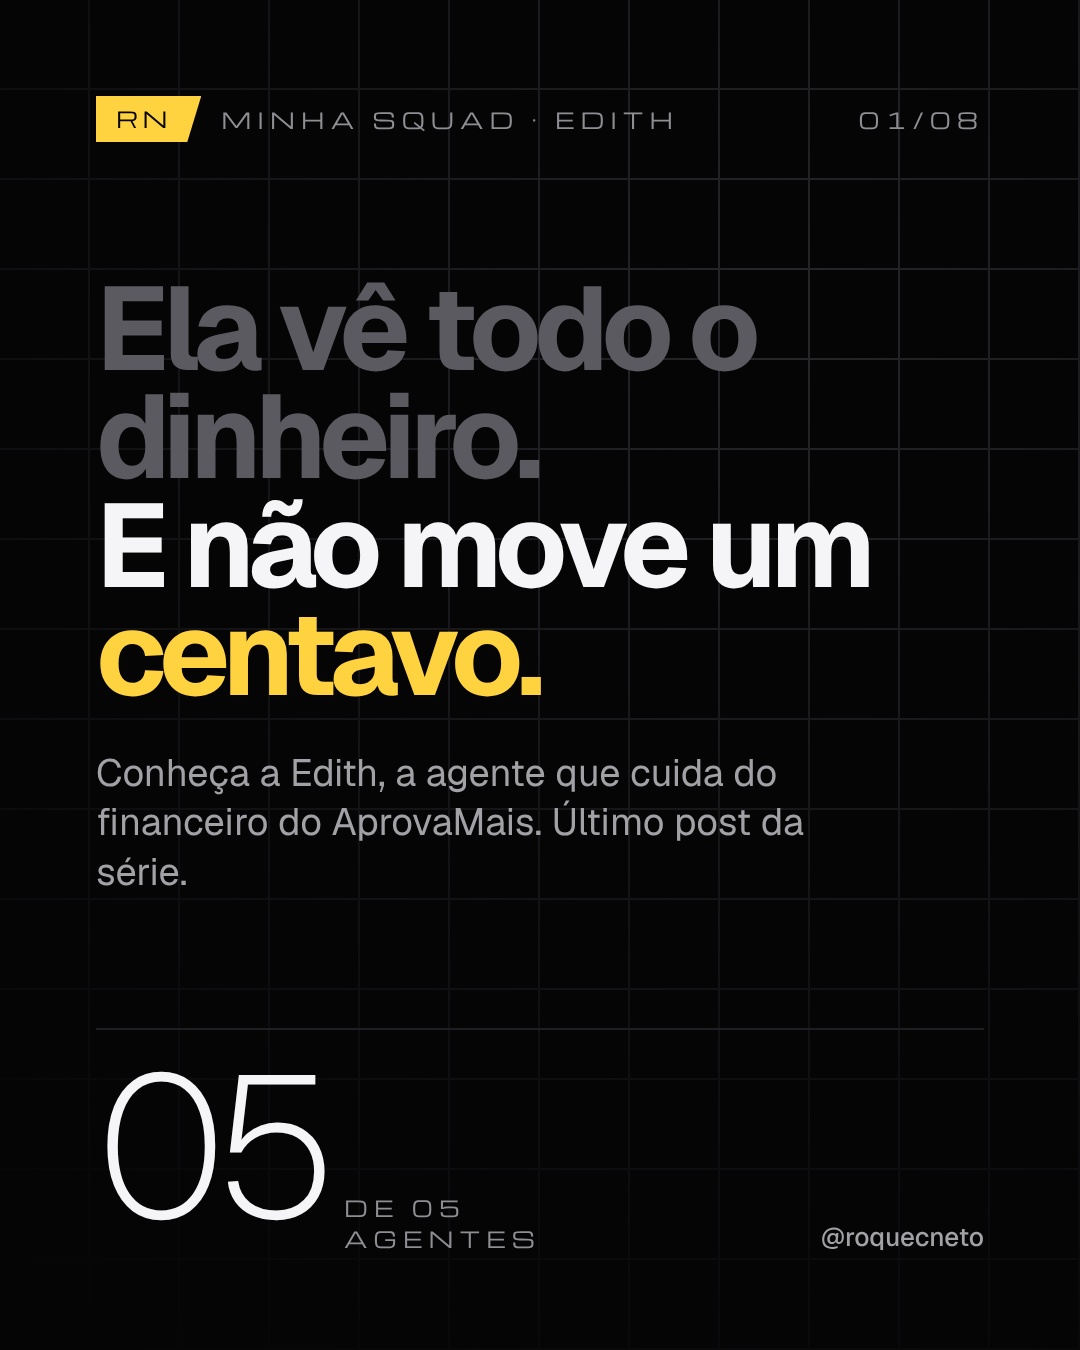 RN MINHA SQUAD · EDITH 01/08
Ela vê todo o
dinheiro.
E não move um
centavo.
Conheça a Edith, a agente que cuida do
financeiro do AprovaMais. Último post da
série.
05
DE 05
AGENTES
@roquecneto